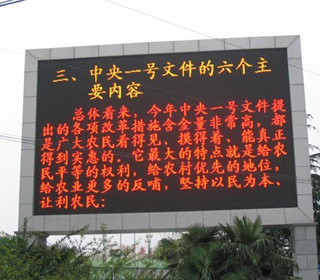 三、中央一号文件的六个主
要内容
总体看来，今年中央一号文件提
出的各项改革措施含金量非常高，都
是广大农民看得见、摸得着、能真正
得到实惠的。它最大的特点就是给农
民平等的权利，给农村优先的地位，
给农业更多的反哺，坚持以民为本、
让利农民：